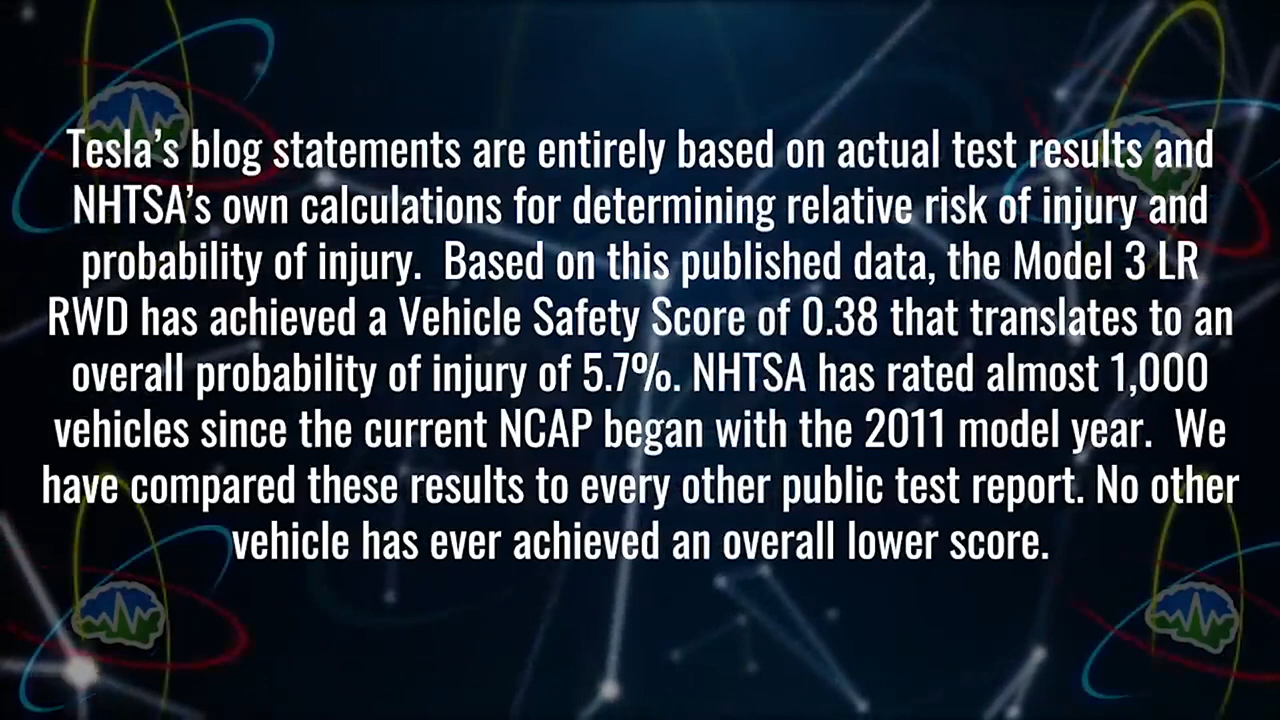 Tesla’s blog statements are entirely based on actual test results and
NHTSA’s own calculations for determining relative risk of injury and
probability of injury.  Based on this published data, the Model 3 LR
RWD has achieved a Vehicle Safety Score of 0.38 that translates to an
overall probability of injury of 5.7%. NHTSA has rated almost 1,000
vehicles since the current NCAP began with the 2011 model year.  We
have compared these results to every other public test report. No other
vehicle has ever achieved an overall lower score.